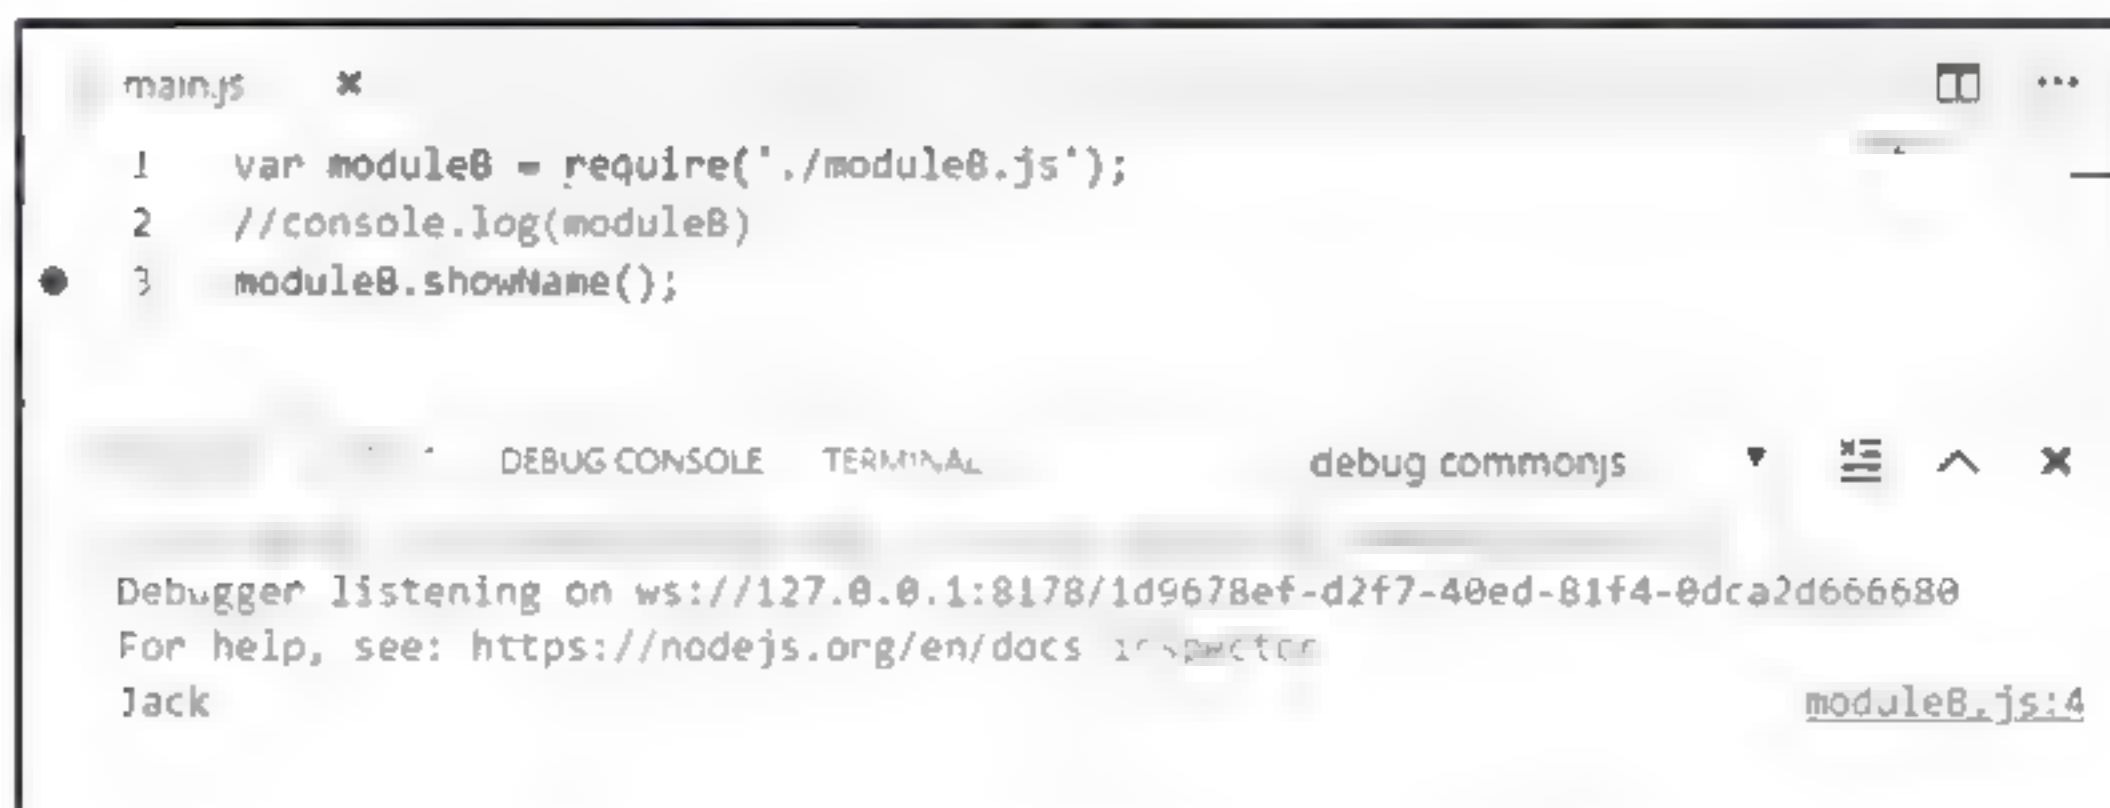 main.js
1 var moduleB = require('./moduleB.js');
2 //console.log(moduleB)
3 moduleB.showName();
DEBUG CONSOLE TERMINAL debug commonjs
Debugger listening on ws://127.0.0.1:8178/1d9678ef-d2f7-40ed-81f4-0dca2d666680
For help, see: https://nodejs.org/en/docs
Jack moduleB.js:4